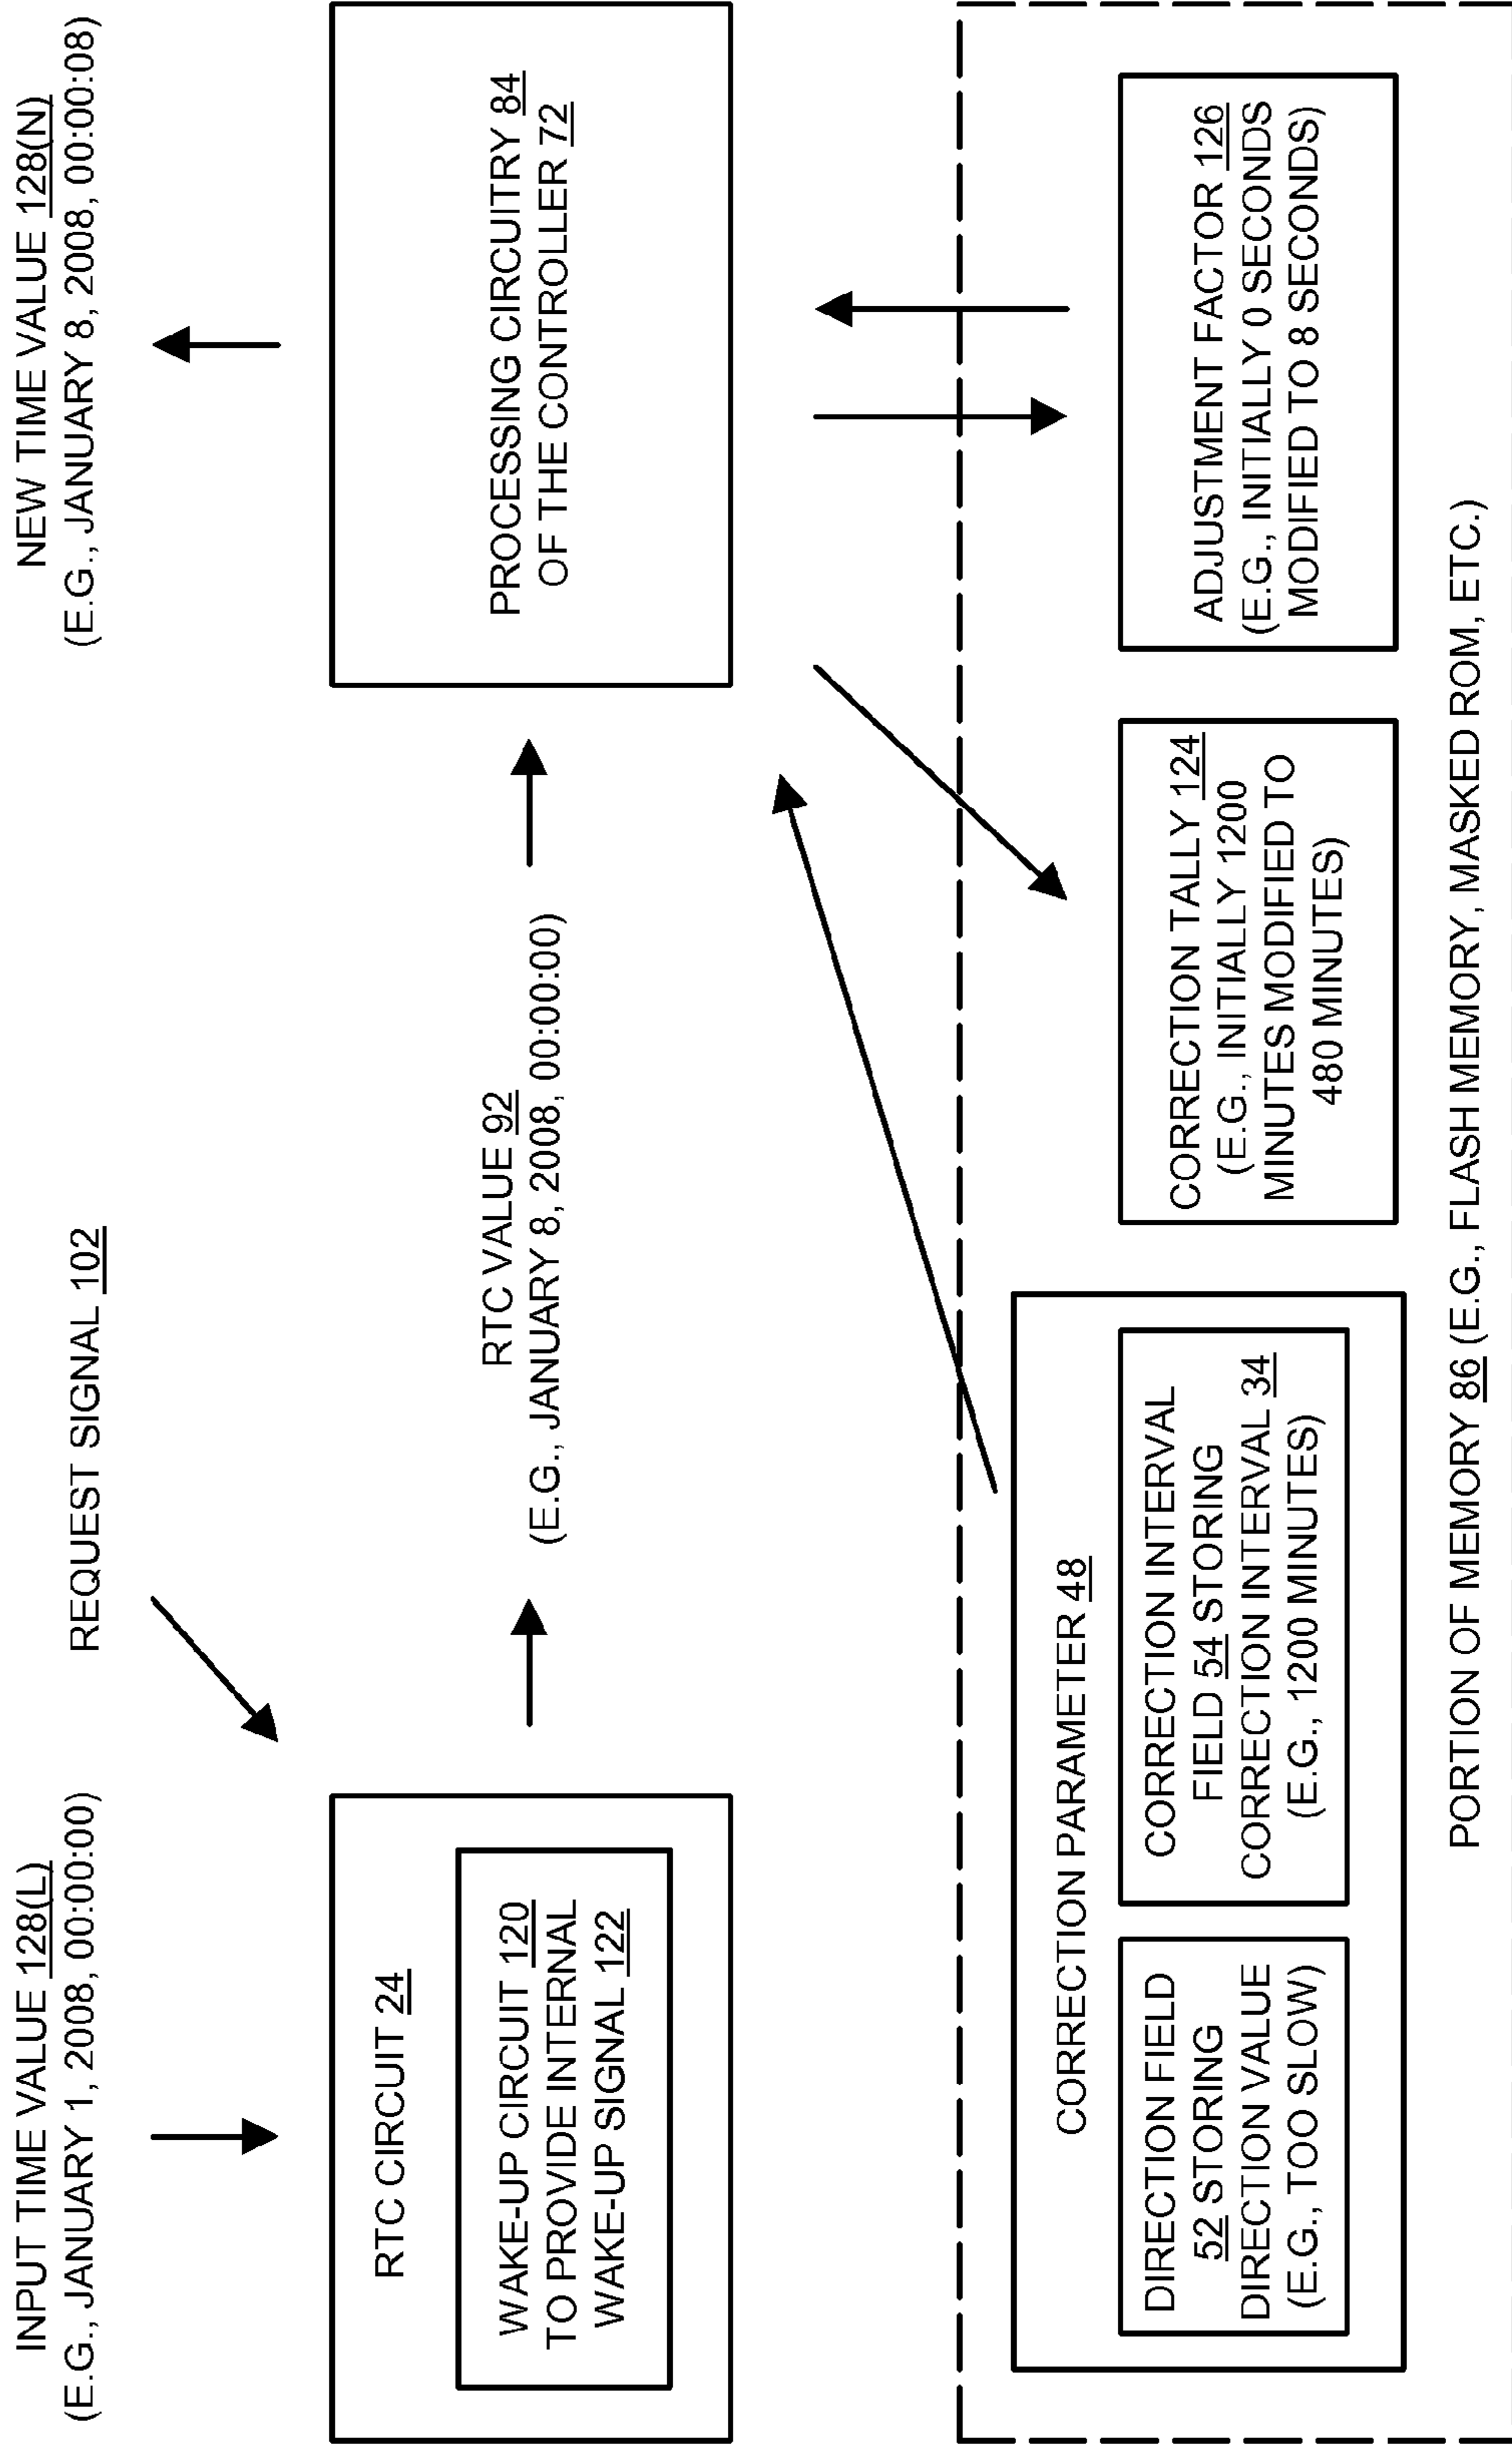 INPUT TIME VALUE 128(L)
(E.G., JANUARY 1, 2008, 00:00:00)
REQUEST SIGNAL 102
NEW TIME VALUE 128(N)
(E.G., JANUARY 8, 2008, 00:00:08)
RTC CIRCUIT 24
WAKE-UP CIRCUIT 120
TO PROVIDE INTERNAL
WAKE-UP SIGNAL 122
RTC VALUE 92
(E.G., JANUARY 8, 2008, 00:00:00)
PROCESSING CIRCUITRY 84
OF THE CONTROLLER 72
CORRECTION PARAMETER 48
DIRECTION FIELD
52 STORING
DIRECTION VALUE
(E.G., TOO SLOW)
CORRECTION INTERVAL
FIELD 54 STORING
CORRECTION INTERVAL 34
(E.G., 1200 MINUTES)
CORRECTION TALLY 124
(E.G., INITIALLY 1200
MINUTES MODIFIED TO
480 MINUTES)
ADJUSTMENT FACTOR 126
(E.G., INITIALLY 0 SECONDS
MODIFIED TO 8 SECONDS)
PORTION OF MEMORY 86 (E.G., FLASH MEMORY, MASKED ROM, ETC.)